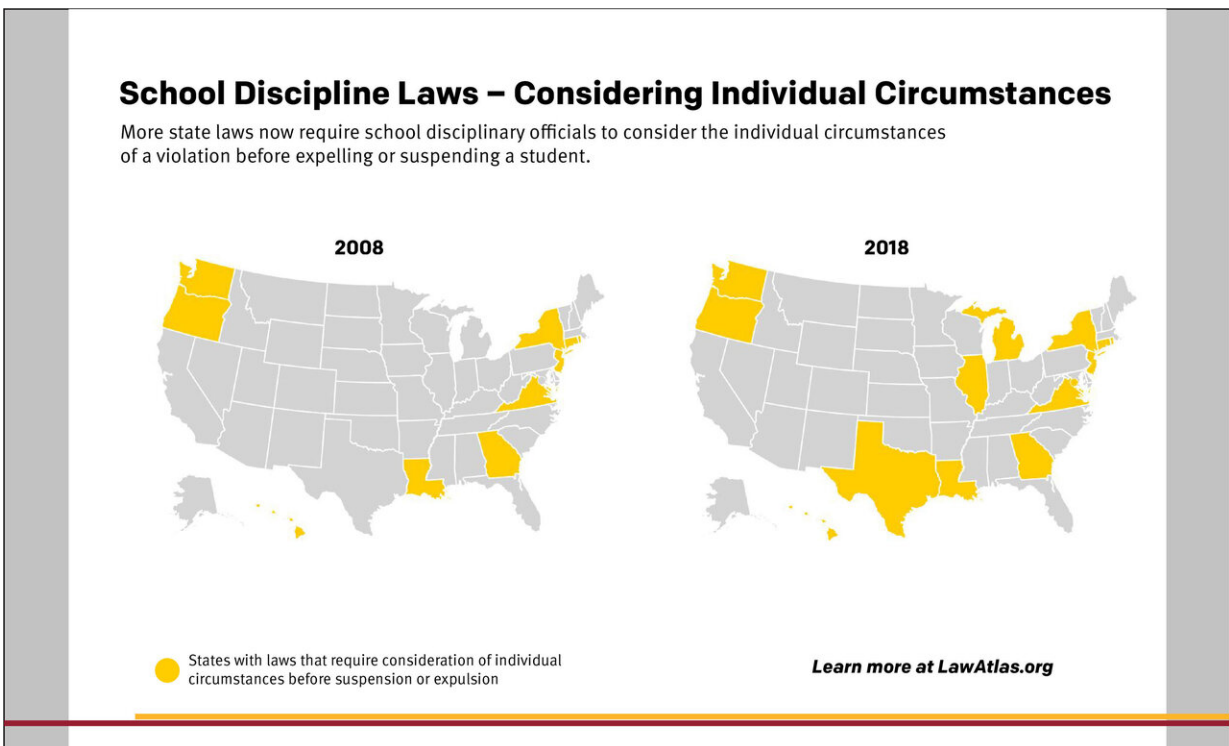 School Discipline Laws – Considering Individual Circumstances
More state laws now require school disciplinary officials to consider the individual circumstances
of a violation before expelling or suspending a student.
2008
2018
States with laws that require consideration of individual
circumstances before suspension or expulsion
Learn more at LawAtlas.org